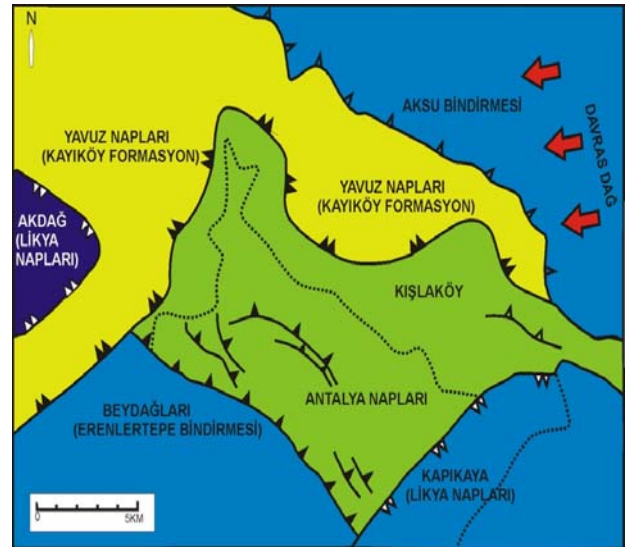 N
AKSU BİNDİRMESİ
DAVRAS DAĞ
YAVUZ NAPLARI
(KAYIKÖY FORMASYON)
YAVUZ NAPLARI
(KAYIKÖY FORMASYON)
AKDAĞ
(LİKYA
NAPLARI)
KIŞLAKÖY
ANTALYA NAPLARI
BEYDAĞLARI
(ERENLERTEPE BİNDİRMESİ)
KAPIKAYA
(LİKYA NAPLARI)
0 5KM